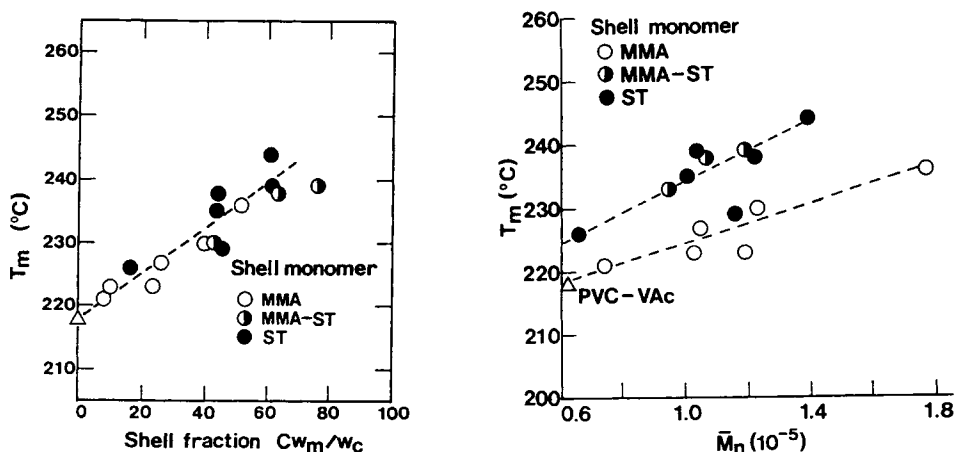 260
250
240
230
220
210
Tm (°C)
Shell monomer
MMA
MMA-ST
ST
0 20 40 60 80 100
Shell fraction Cwm/wc
260
250
240
230
220
210
200
Tm (°C)
Shell monomer
MMA
MMA-ST
ST
PVC-VAc
0.6 1.0 1.4 1.8
M̄n (10⁻⁵)